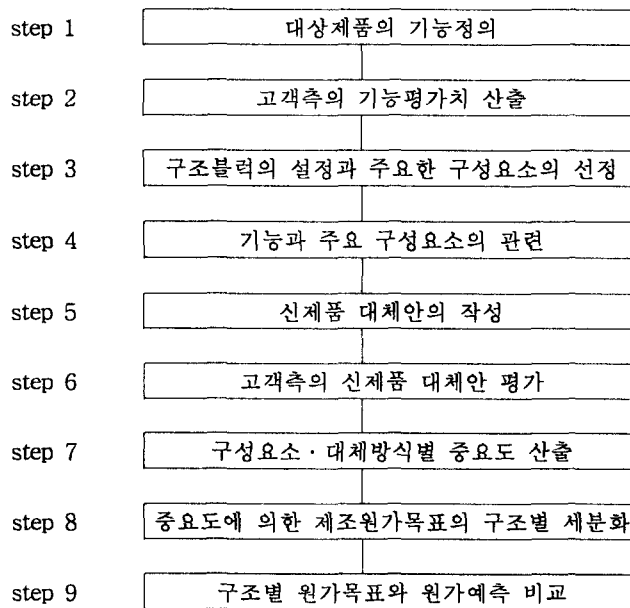 step 1 대상제품의 기능정의
step 2 고객측의 기능평가치 산출
step 3 구조블럭의 설정과 주요한 구성요소의 선정
step 4 기능과 주요 구성요소의 관련
step 5 신제품 대체안의 작성
step 6 고객측의 신제품 대체안 평가
step 7 구성요소·대체방식별 중요도 산출
step 8 중요도에 의한 제조원가목표의 구조별 세분화
step 9 구조별 원가목표와 원가예측 비교